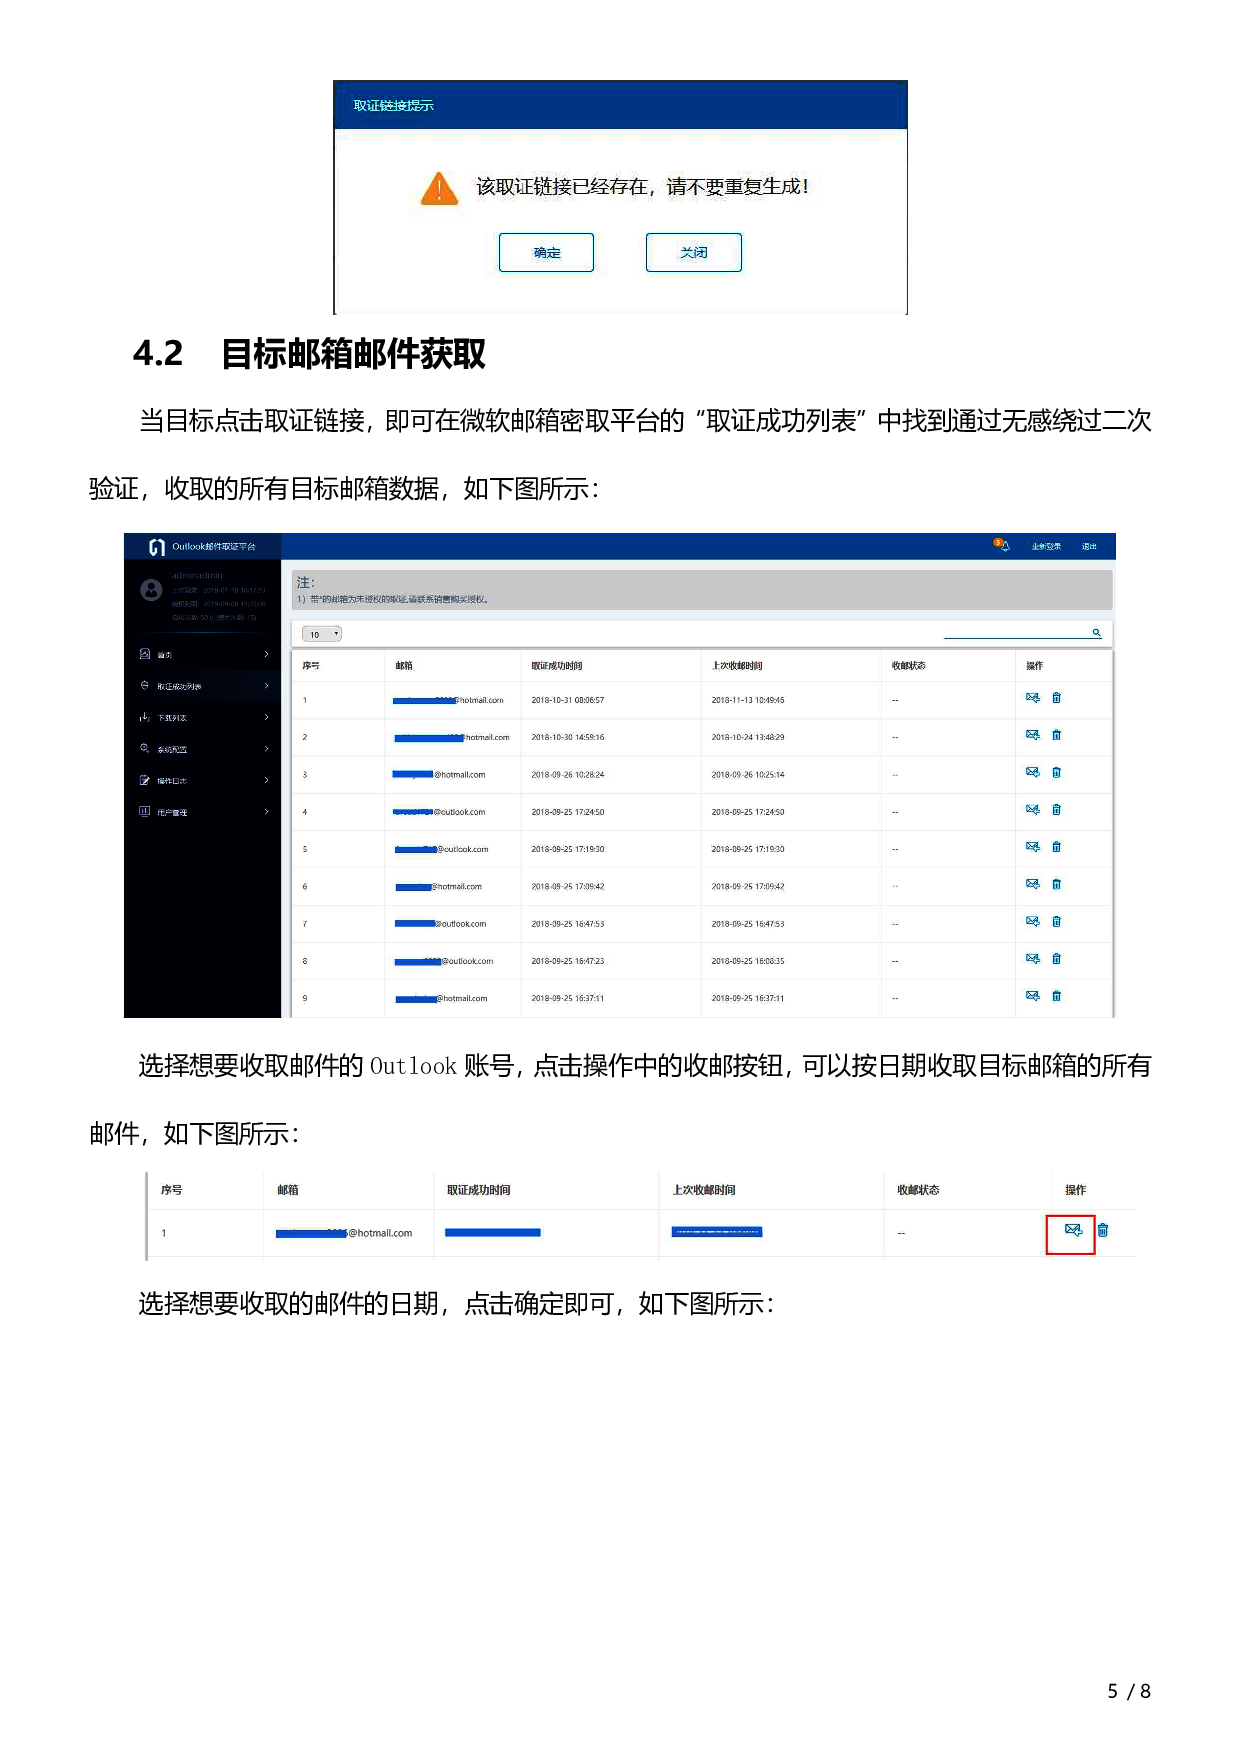 取证链接提示
该取证链接已经存在，请不要重复生成！
确定 关闭
4.2 目标邮箱邮件获取
当目标点击取证链接，即可在微软邮箱密取平台的“取证成功列表”中找到通过无感绕过二次
验证，收取的所有目标邮箱数据，如下图所示：
Outlook邮件取证平台 3 重新登录 退出
adminadmin
注：
1）带*的邮箱为未授权的取证,请联系销售购买授权。
10
首页
取证成功列表
下载列表
系统配置
操作日志
用户管理
序号 邮箱 取证成功时间 上次收邮时间 收邮状态 操作
1 @hotmail.com 2018-10-31 08:06:57 2018-11-13 10:49:46 --
2 @hotmail.com 2018-10-30 14:59:16 2018-10-24 13:48:29 --
3 @hotmail.com 2018-09-26 10:28:24 2018-09-26 10:25:14 --
4 @outlook.com 2018-09-25 17:24:50 2018-09-25 17:24:50 --
5 @outlook.com 2018-09-25 17:19:30 2018-09-25 17:19:30 --
6 @hotmail.com 2018-09-25 17:09:42 2018-09-25 17:09:42 --
7 @outlook.com 2018-09-25 16:47:53 2018-09-25 16:47:53 --
8 @outlook.com 2018-09-25 16:47:23 2018-09-25 16:08:35 --
9 @hotmail.com 2018-09-25 16:37:11 2018-09-25 16:37:11 --
选择想要收取邮件的 Outlook 账号，点击操作中的收邮按钮，可以按日期收取目标邮箱的所有
邮件，如下图所示：
序号 邮箱 取证成功时间 上次收邮时间 收邮状态 操作
1 @hotmail.com --
选择想要收取的邮件的日期，点击确定即可，如下图所示：
5 / 8